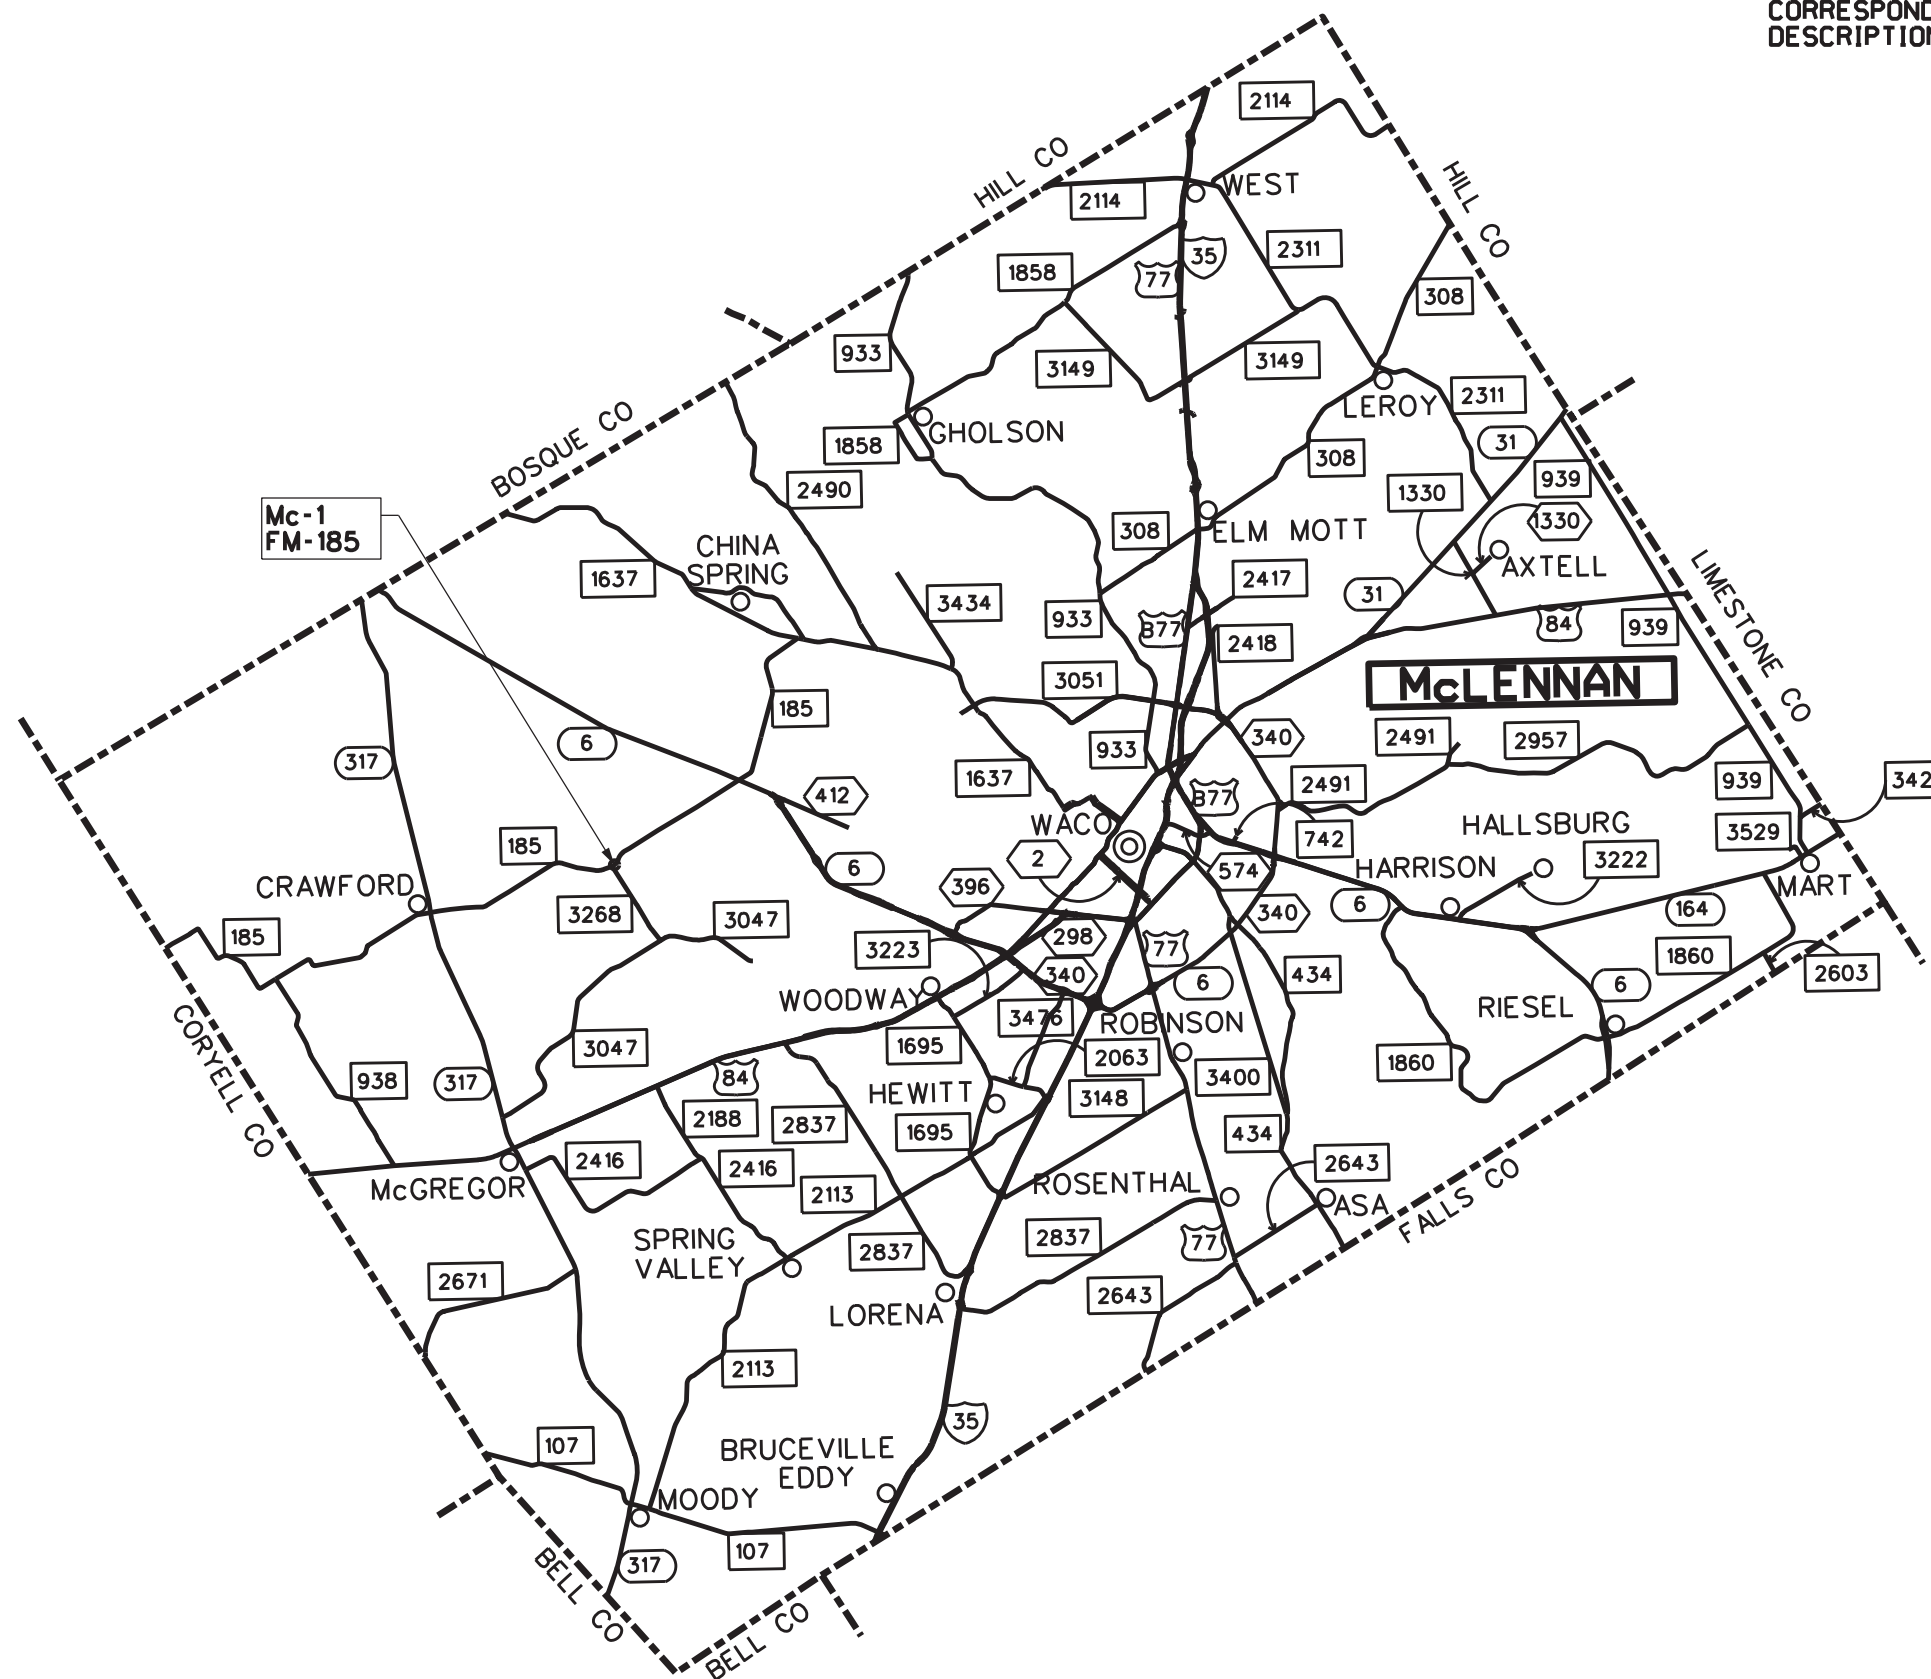 CORRESPOND
DESCRIPTION
2114
HILL CO
WEST
HILL CO
2114
35
2311
1858
77
308
933
3149
3149
2311
LEROY
BOSQUE CO
GHOLSON
1858
31
308
939
2490
1330
Mc-1
FM-185
1330
308
ELM MOTT
CHINA
SPRING
AXTELL
1637
2417
LIMESTONE CO
31
3434
933
B77
84
939
2418
McLENNAN
3051
185
6
340
2491
2957
933
317
1637
2491
939
342
412
B77
WACO
HALLSBURG
3529
742
185
2
HARRISON
3222
6
574
396
CRAWFORD
MART
6
164
3268
3047
340
185
298
3223
77
1860
340
434
2603
6
6
WOODWAY
RIESEL
3476
ROBINSON
CORYELL CO
3047
1695
2063
1860
938
317
84
3400
HEWITT
3148
2188
2837
1695
434
2416
2416
2643
McGREGOR
2113
ROSENTHAL
ASA
FALLS CO
SPRING
VALLEY
2837
2837
77
2671
2643
LORENA
2113
35
107
BRUCEVILLE
EDDY
MOODY
107
317
BELL CO
BELL CO